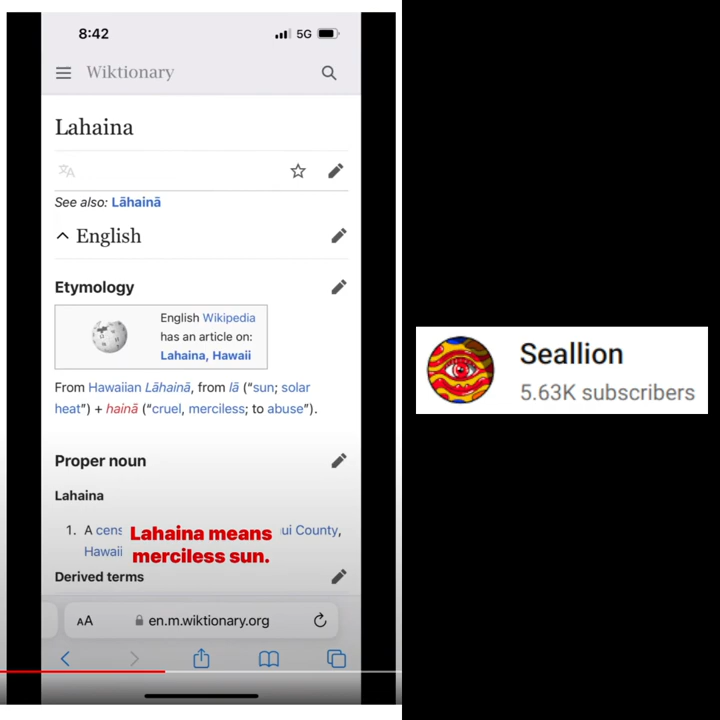 8:42
5G
Wiktionary
Lahaina
See also: Lāhainā
English
Etymology
English Wikipedia
has an article on:
Lahaina, Hawaii
From Hawaiian Lāhainā, from lā (“sun; solar
heat”) + hainā (“cruel, merciless; to abuse”).
Proper noun
Lahaina
1. A cens ui County,
Hawaii
Lahaina means
merciless sun.
Derived terms
AA en.m.wiktionary.org
Seallion
5.63K subscribers